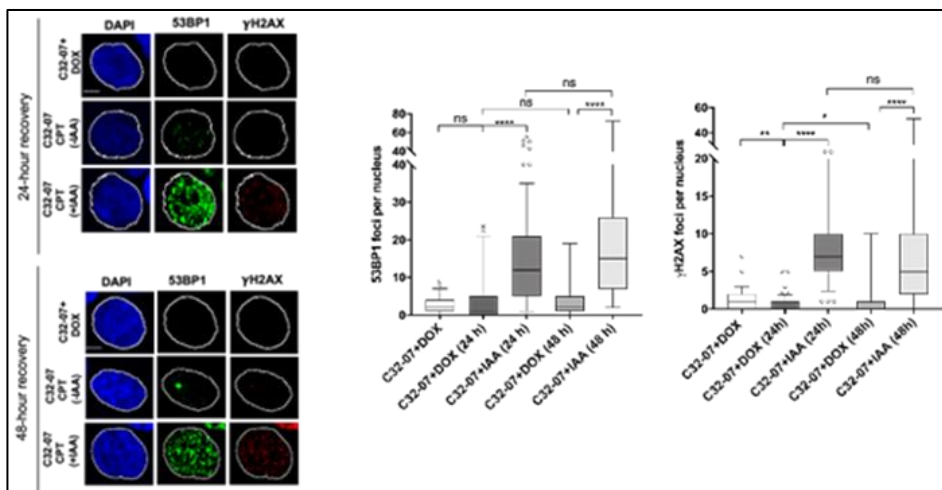 DAPI 53BP1 γH2AX
24-hour recovery
C32-07+
DOX
C32-07
CPT
(-IAA)
C32-07
CPT
(+IAA)
DAPI 53BP1 γH2AX
48-hour recovery
C32-07+
DOX
C32-07
CPT
(-IAA)
C32-07
CPT
(+IAA)
ns
ns ****
ns ****
53BP1 foci per nucleus
80
60
40
30
20
10
0
C32-07+DOX
C32-07+DOX (24 h)
C32-07+IAA (24 h)
C32-07+DOX (48 h)
C32-07+IAA (48 h)
ns
****
** ****
γH2AX foci per nucleus
60
40
20
15
10
5
0
C32-07+DOX
C32-07+DOX (24h)
C32-07+IAA (24h)
C32-07+DOX (48h)
C32-07+IAA (48h)